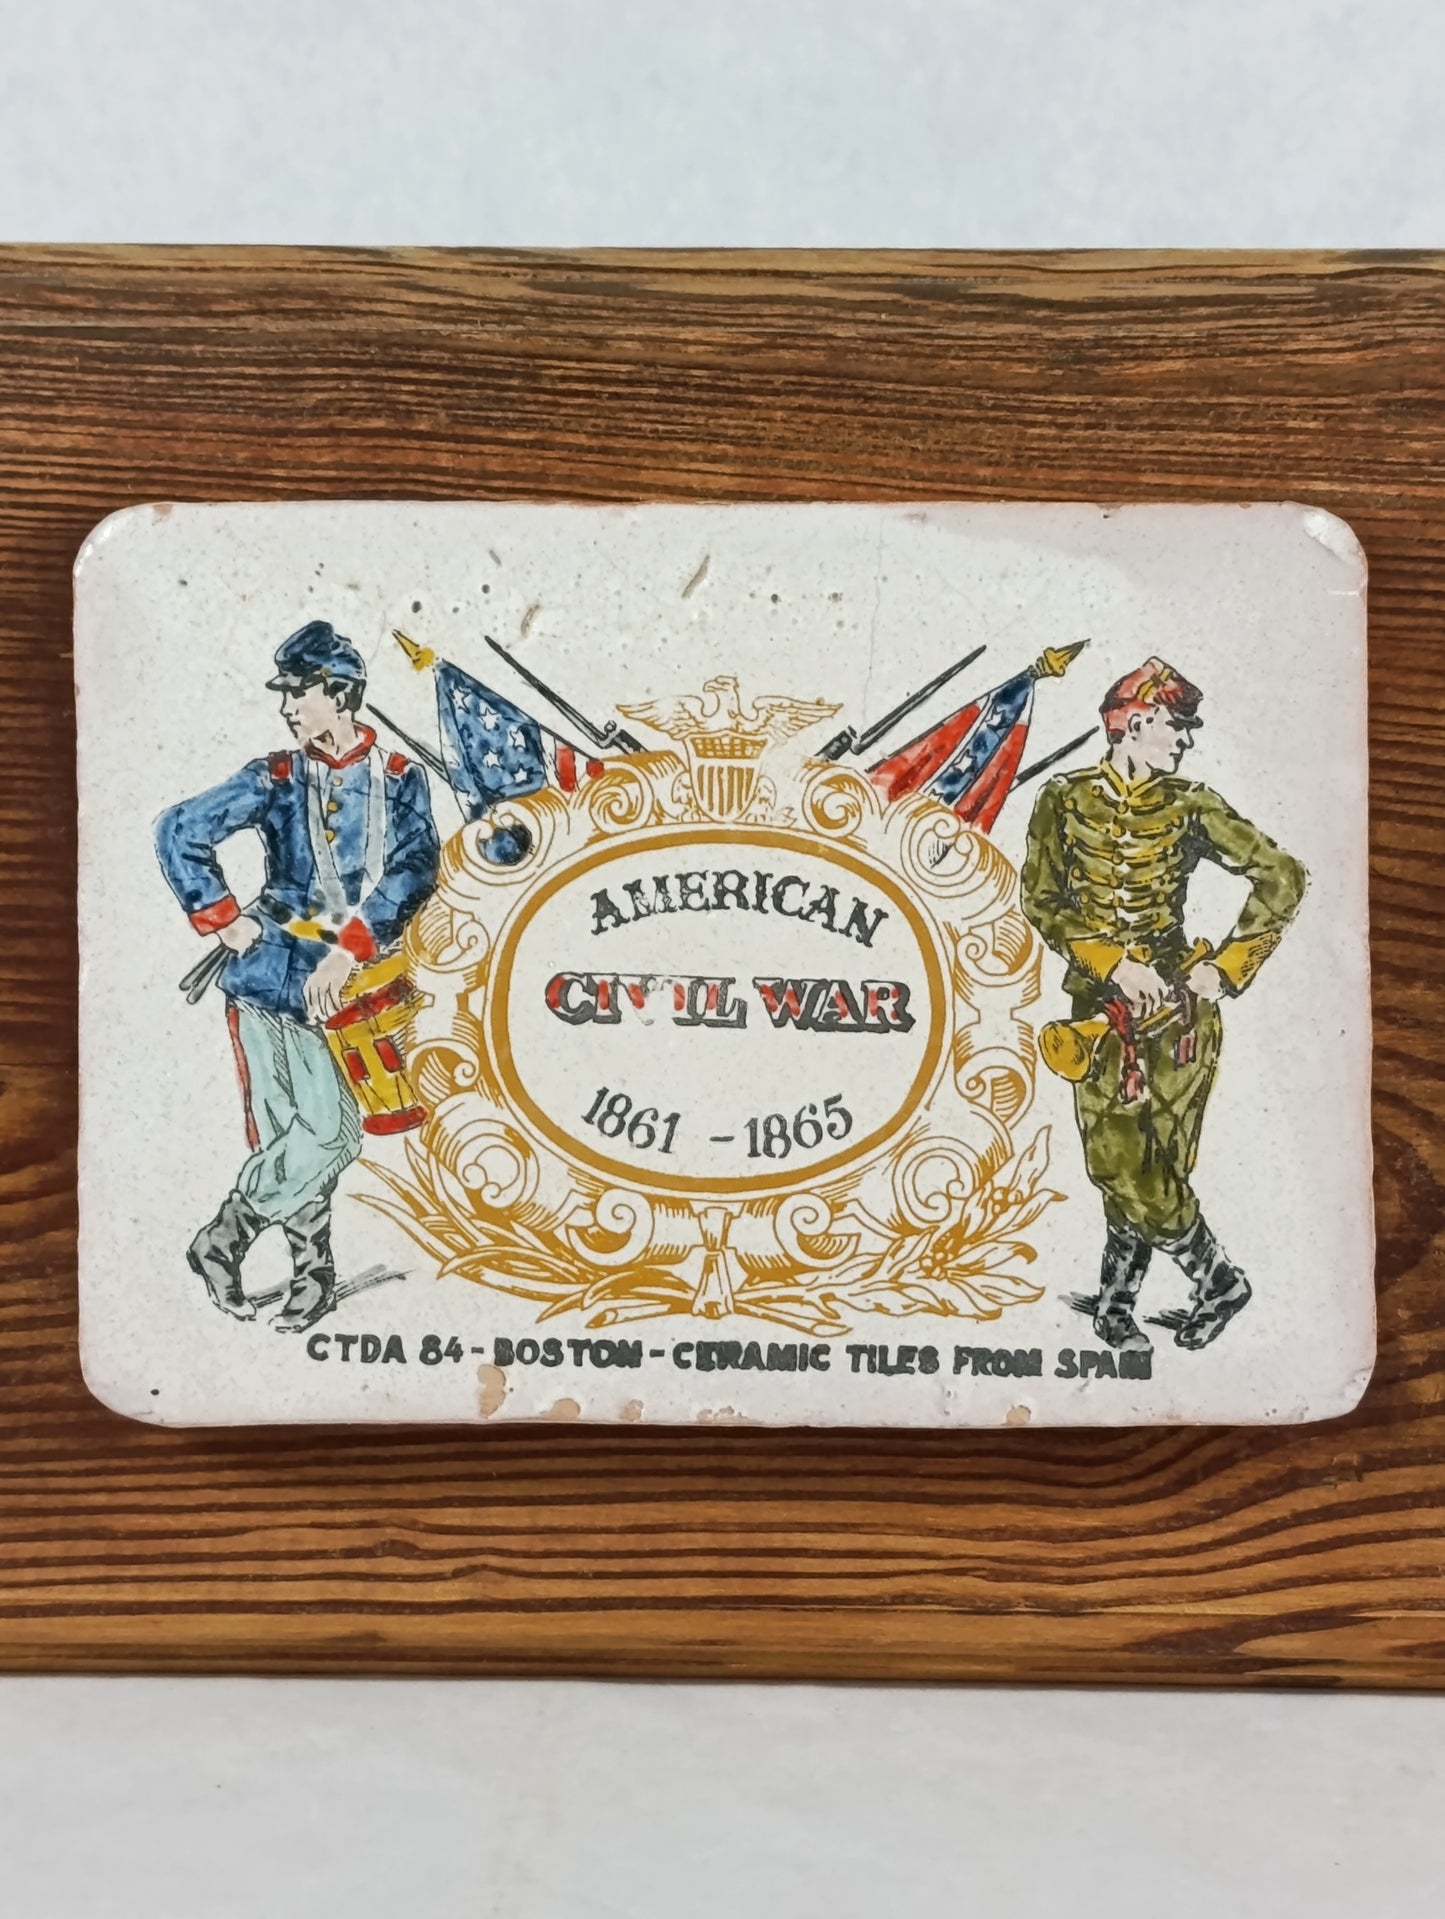 AMERICAN
CIVIL WAR
1861 - 1865
CTDA 84 - BOSTON - CERAMIC TILES FROM SPAIN